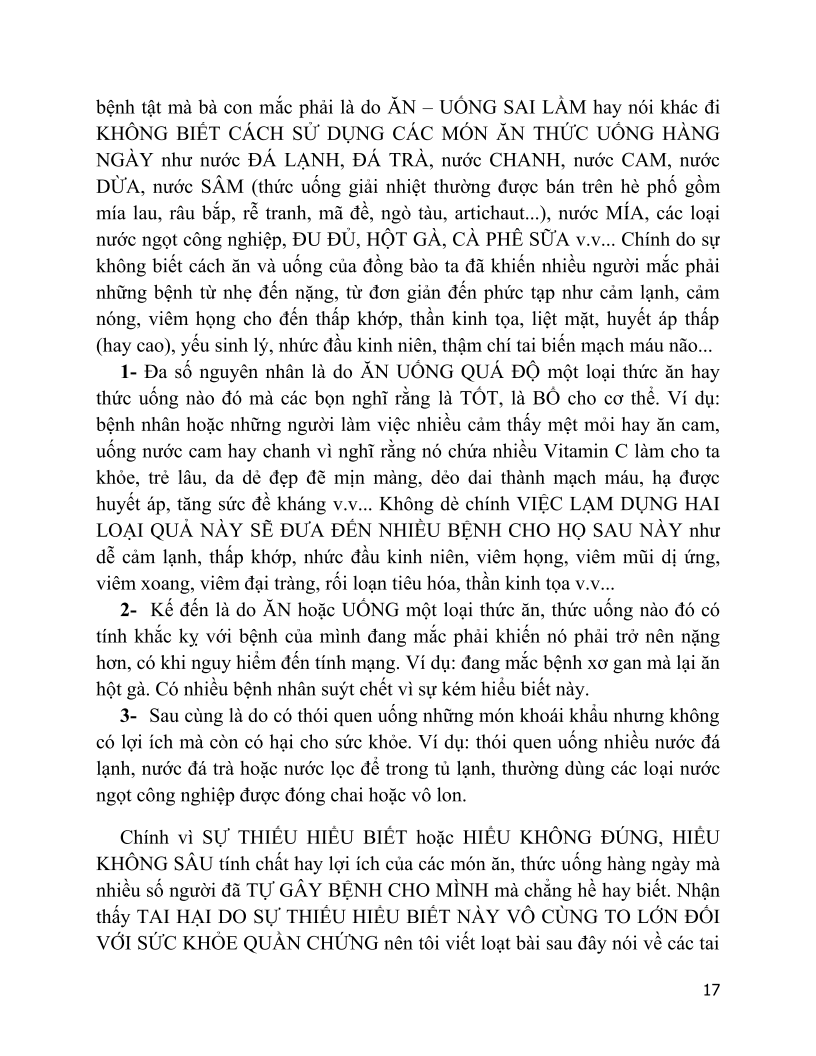 bệnh tật mà bà con mắc phải là do ĂN – UỐNG SAI LẦM hay nói khác đi
KHÔNG BIẾT CÁCH SỬ DỤNG CÁC MÓN ĂN THỨC UỐNG HÀNG
NGÀY như nước ĐÁ LẠNH, ĐÁ TRÀ, nước CHANH, nước CAM, nước
DỪA, nước SÂM (thức uống giải nhiệt thường được bán trên hè phố gồm
mía lau, râu bắp, rễ tranh, mã đề, ngò tàu, artichaut...), nước MÍA, các loại
nước ngọt công nghiệp, ĐU ĐỦ, HỘT GÀ, CÀ PHÊ SỮA v.v... Chính do sự
không biết cách ăn và uống của đồng bào ta đã khiến nhiều người mắc phải
những bệnh từ nhẹ đến nặng, từ đơn giản đến phức tạp như cảm lạnh, cảm
nóng, viêm họng cho đến thấp khớp, thần kinh tọa, liệt mặt, huyết áp thấp
(hay cao), yếu sinh lý, nhức đầu kinh niên, thậm chí tai biến mạch máu não...
1- Đa số nguyên nhân là do ĂN UỐNG QUÁ ĐỘ một loại thức ăn hay
thức uống nào đó mà các bọn nghĩ rằng là TỐT, là BỔ cho cơ thể. Ví dụ:
bệnh nhân hoặc những người làm việc nhiều cảm thấy mệt mỏi hay ăn cam,
uống nước cam hay chanh vì nghĩ rằng nó chứa nhiều Vitamin C làm cho ta
khỏe, trẻ lâu, da dẻ đẹp đẽ mịn màng, dẻo dai thành mạch máu, hạ được
huyết áp, tăng sức đề kháng v.v... Không dè chính VIỆC LẠM DỤNG HAI
LOẠI QUẢ NÀY SẼ ĐƯA ĐẾN NHIỀU BỆNH CHO HỌ SAU NÀY như
dễ cảm lạnh, thấp khớp, nhức đầu kinh niên, viêm họng, viêm mũi dị ứng,
viêm xoang, viêm đại tràng, rối loạn tiêu hóa, thần kinh tọa v.v...
2- Kế đến là do ĂN hoặc UỐNG một loại thức ăn, thức uống nào đó có
tính khắc kỵ với bệnh của mình đang mắc phải khiến nó phải trở nên nặng
hơn, có khi nguy hiểm đến tính mạng. Ví dụ: đang mắc bệnh xơ gan mà lại ăn
hột gà. Có nhiều bệnh nhân suýt chết vì sự kém hiểu biết này.
3- Sau cùng là do có thói quen uống những món khoái khẩu nhưng không
có lợi ích mà còn có hại cho sức khỏe. Ví dụ: thói quen uống nhiều nước đá
lạnh, nước đá trà hoặc nước lọc để trong tủ lạnh, thường dùng các loại nước
ngọt công nghiệp được đóng chai hoặc vô lon.
Chính vì SỰ THIẾU HIỂU BIẾT hoặc HIỂU KHÔNG ĐÚNG, HIỂU
KHÔNG SÂU tính chất hay lợi ích của các món ăn, thức uống hàng ngày mà
nhiều số người đã TỰ GÂY BỆNH CHO MÌNH mà chẳng hề hay biết. Nhận
thấy TAI HẠI DO SỰ THIẾU HIỂU BIẾT NÀY VÔ CÙNG TO LỚN ĐỐI
VỚI SỨC KHỎE QUẦN CHỨNG nên tôi viết loạt bài sau đây nói về các tai
17